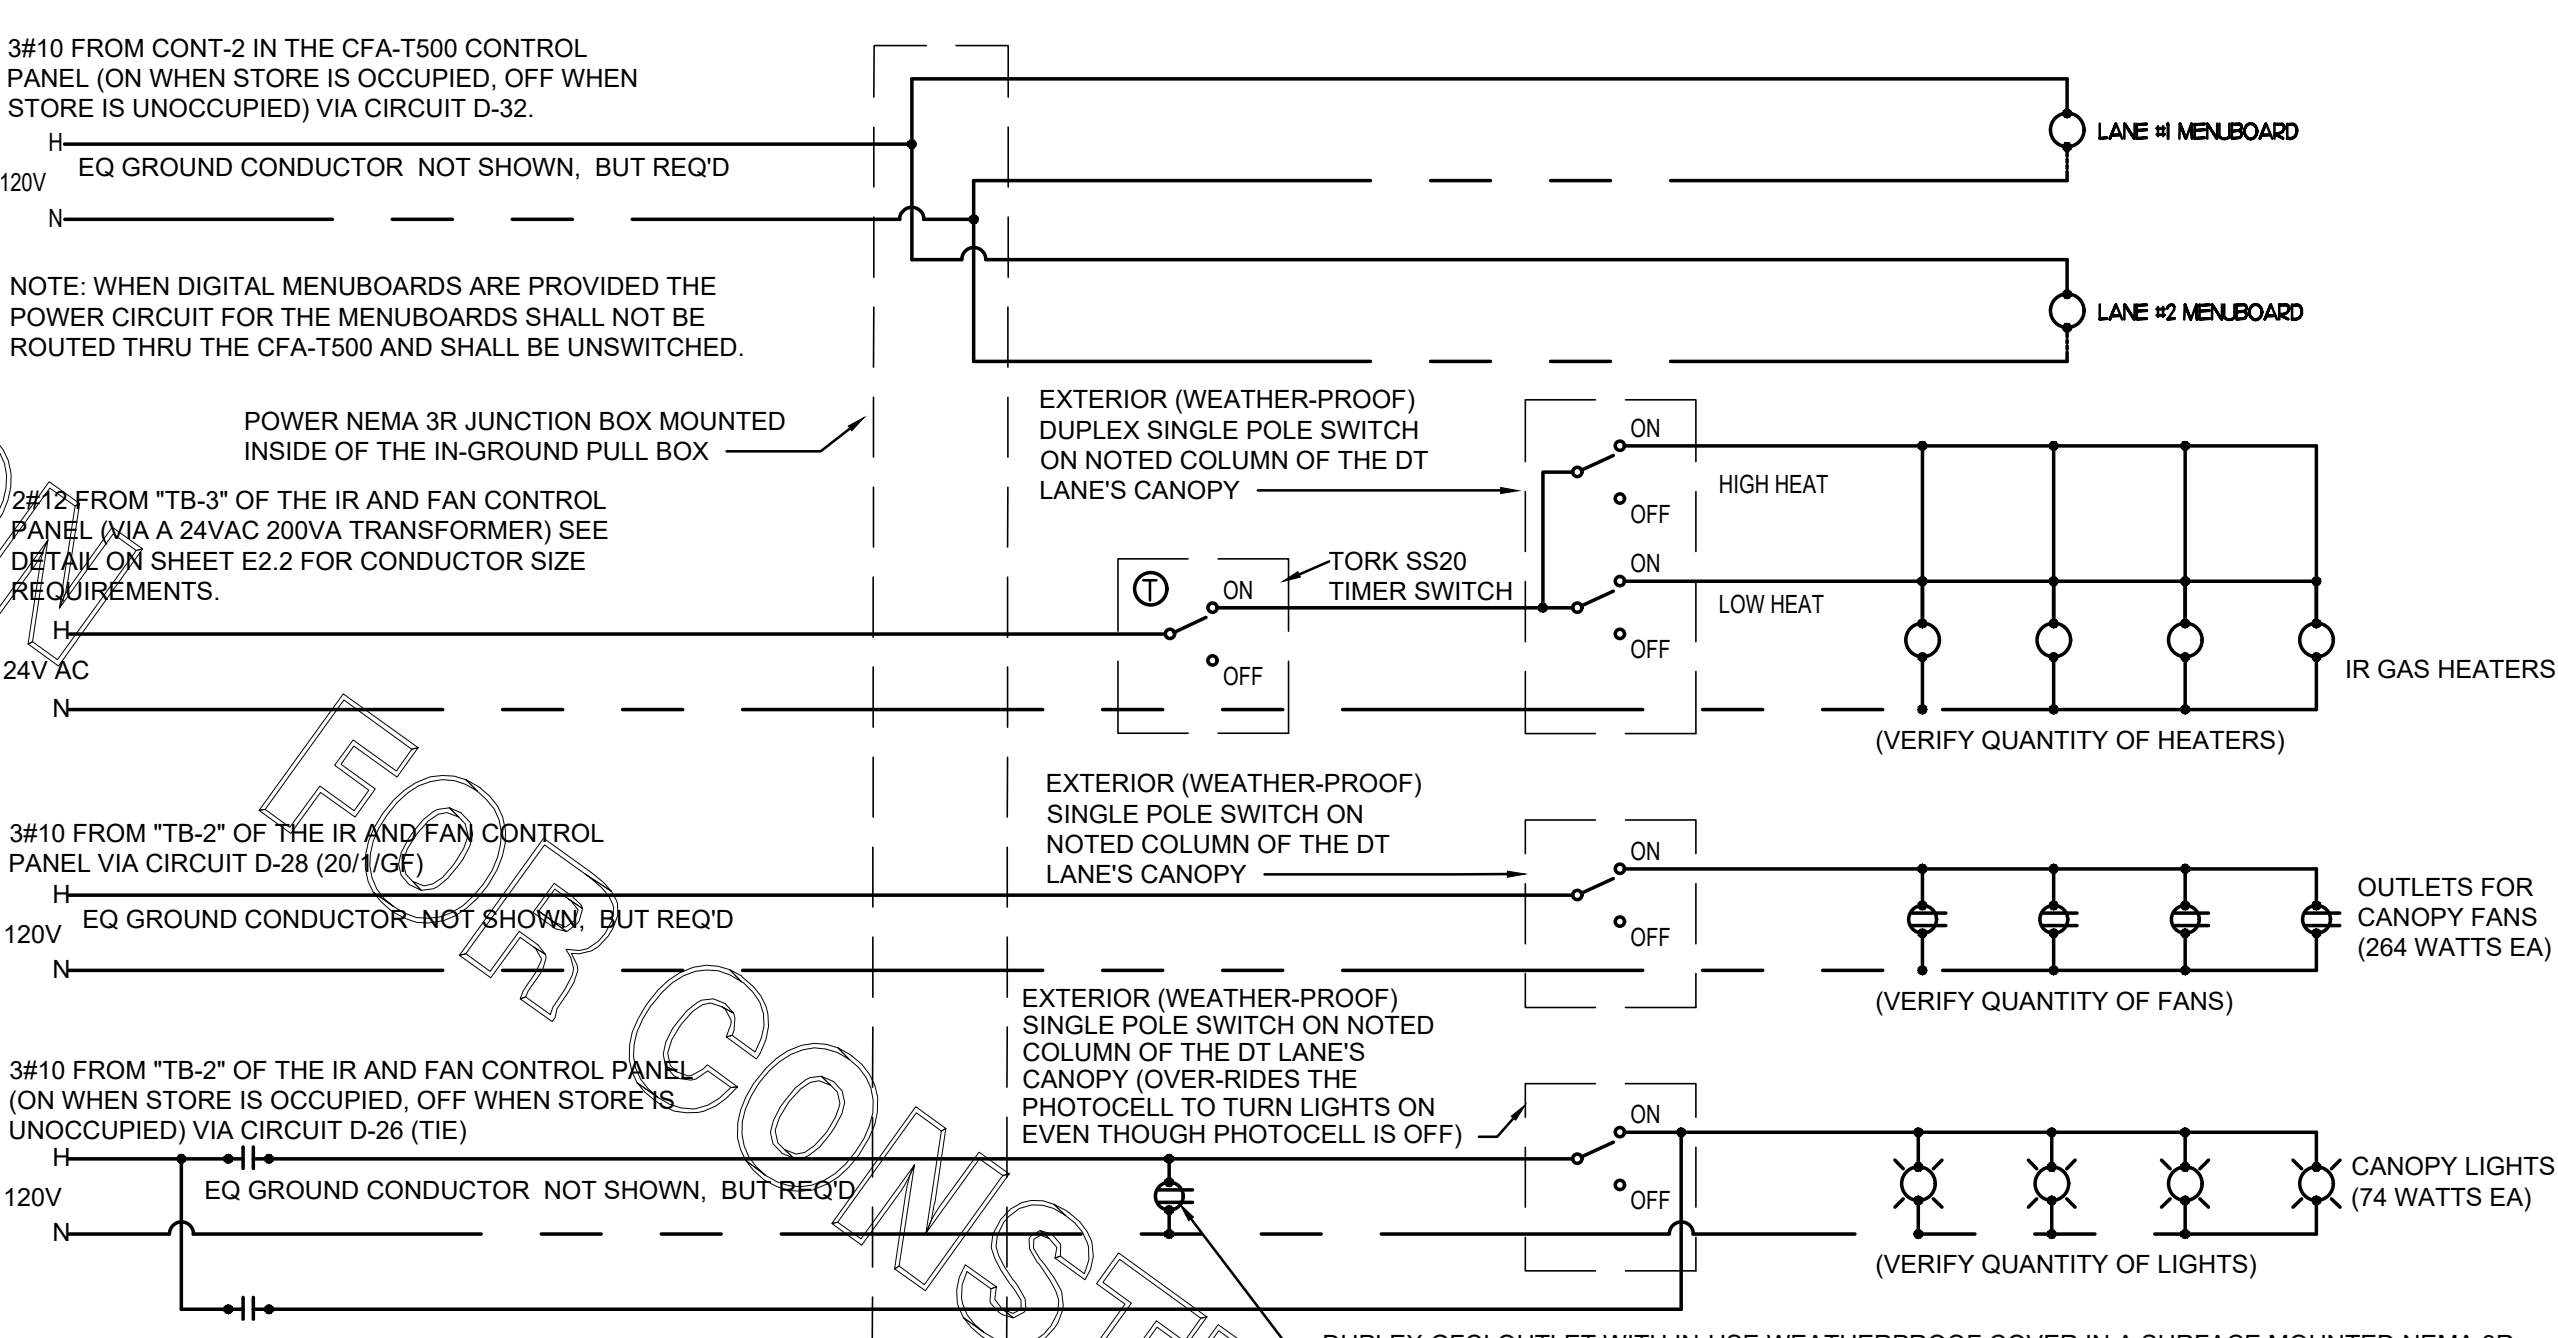 3#10 FROM CONT-2 IN THE CFA-T500 CONTROL
PANEL (ON WHEN STORE IS OCCUPIED, OFF WHEN
STORE IS UNOCCUPIED) VIA CIRCUIT D-32.
H
EQ GROUND CONDUCTOR NOT SHOWN, BUT REQ'D
120V
N
LANE #1 MENUBOARD
LANE #2 MENUBOARD
NOTE: WHEN DIGITAL MENUBOARDS ARE PROVIDED THE
POWER CIRCUIT FOR THE MENUBOARDS SHALL NOT BE
ROUTED THRU THE CFA-T500 AND SHALL BE UNSWITCHED.
POWER NEMA 3R JUNCTION BOX MOUNTED
INSIDE OF THE IN-GROUND PULL BOX
EXTERIOR (WEATHER-PROOF)
DUPLEX SINGLE POLE SWITCH
ON NOTED COLUMN OF THE DT
LANE'S CANOPY
ON
HIGH HEAT
OFF
2#12 FROM "TB-3" OF THE IR AND FAN CONTROL
PANEL (VIA A 24VAC 200VA TRANSFORMER) SEE
DETAIL ON SHEET E2.2 FOR CONDUCTOR SIZE
REQUIREMENTS.
H
24V AC
N
T
ON
OFF
TORK SS20
TIMER SWITCH
ON
LOW HEAT
OFF
IR GAS HEATERS
(VERIFY QUANTITY OF HEATERS)
EXTERIOR (WEATHER-PROOF)
SINGLE POLE SWITCH ON
NOTED COLUMN OF THE DT
LANE'S CANOPY
ON
OFF
3#10 FROM "TB-2" OF THE IR AND FAN CONTROL
PANEL VIA CIRCUIT D-28 (20/1/GF)
H
EQ GROUND CONDUCTOR NOT SHOWN, BUT REQ'D
120V
N
OUTLETS FOR
CANOPY FANS
(264 WATTS EA)
(VERIFY QUANTITY OF FANS)
EXTERIOR (WEATHER-PROOF)
SINGLE POLE SWITCH ON NOTED
COLUMN OF THE DT LANE'S
CANOPY (OVER-RIDES THE
PHOTOCELL TO TURN LIGHTS ON
EVEN THOUGH PHOTOCELL IS OFF)
ON
OFF
3#10 FROM "TB-2" OF THE IR AND FAN CONTROL PANEL
(ON WHEN STORE IS OCCUPIED, OFF WHEN STORE IS
UNOCCUPIED) VIA CIRCUIT D-26 (TIE)
H
EQ GROUND CONDUCTOR NOT SHOWN, BUT REQ'D
120V
N
CANOPY LIGHTS
(74 WATTS EA)
(VERIFY QUANTITY OF LIGHTS)
DUPLEX GFCI OUTLET WITH IN-USE WEATHERPROOF COVER IN A SURFACE MOUNTED NEMA 3R
FOR CONST